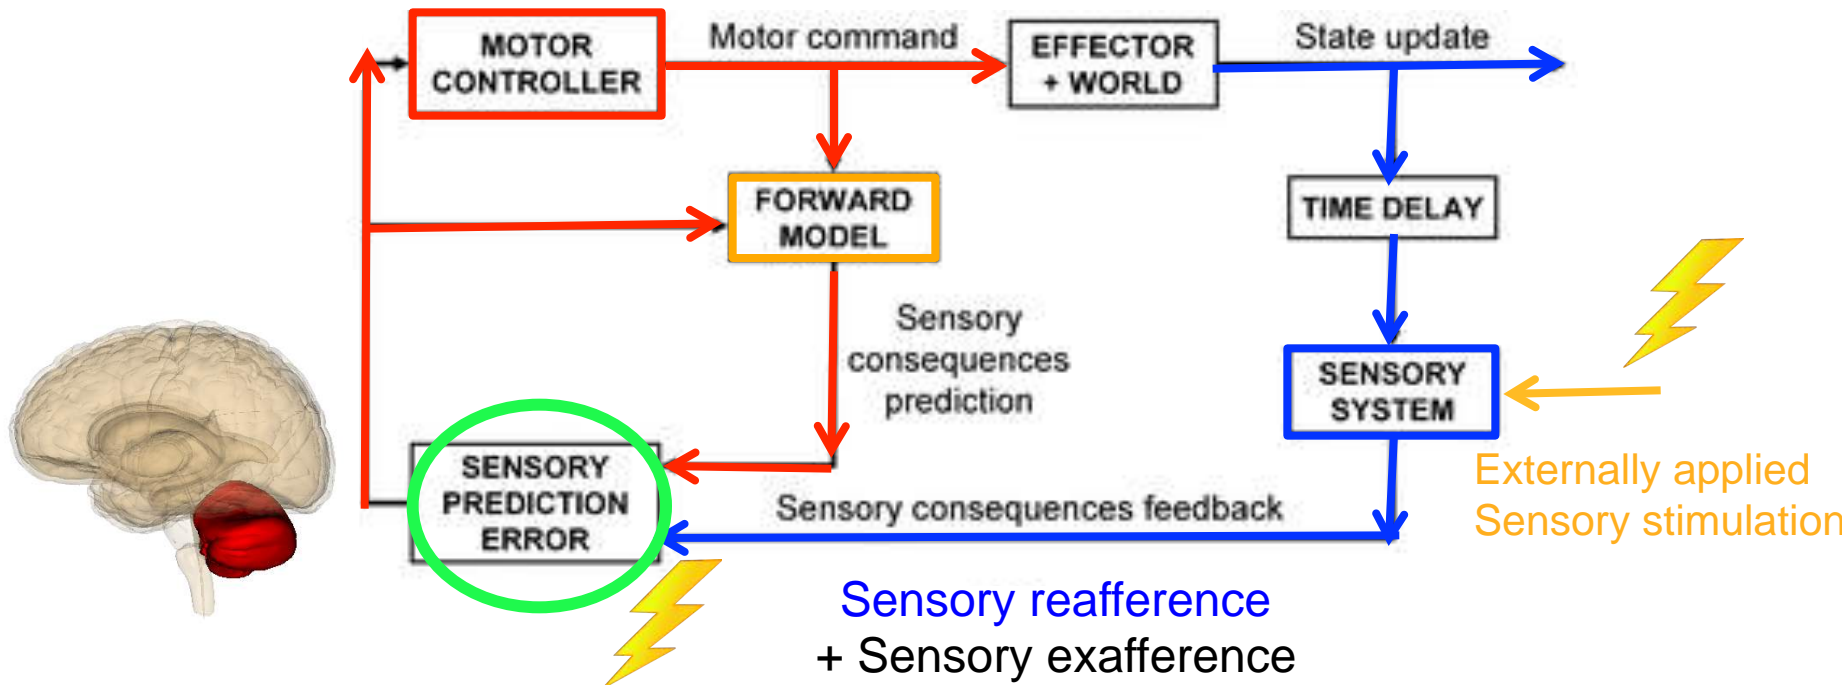 MOTOR
CONTROLLER
Motor command
EFFECTOR
+ WORLD
State update
FORWARD
MODEL
TIME DELAY
Sensory
consequences
prediction
SENSORY
SYSTEM
SENSORY
PREDICTION
ERROR
Sensory consequences feedback
Externally applied
Sensory stimulation
Sensory reafference
+ Sensory exafference